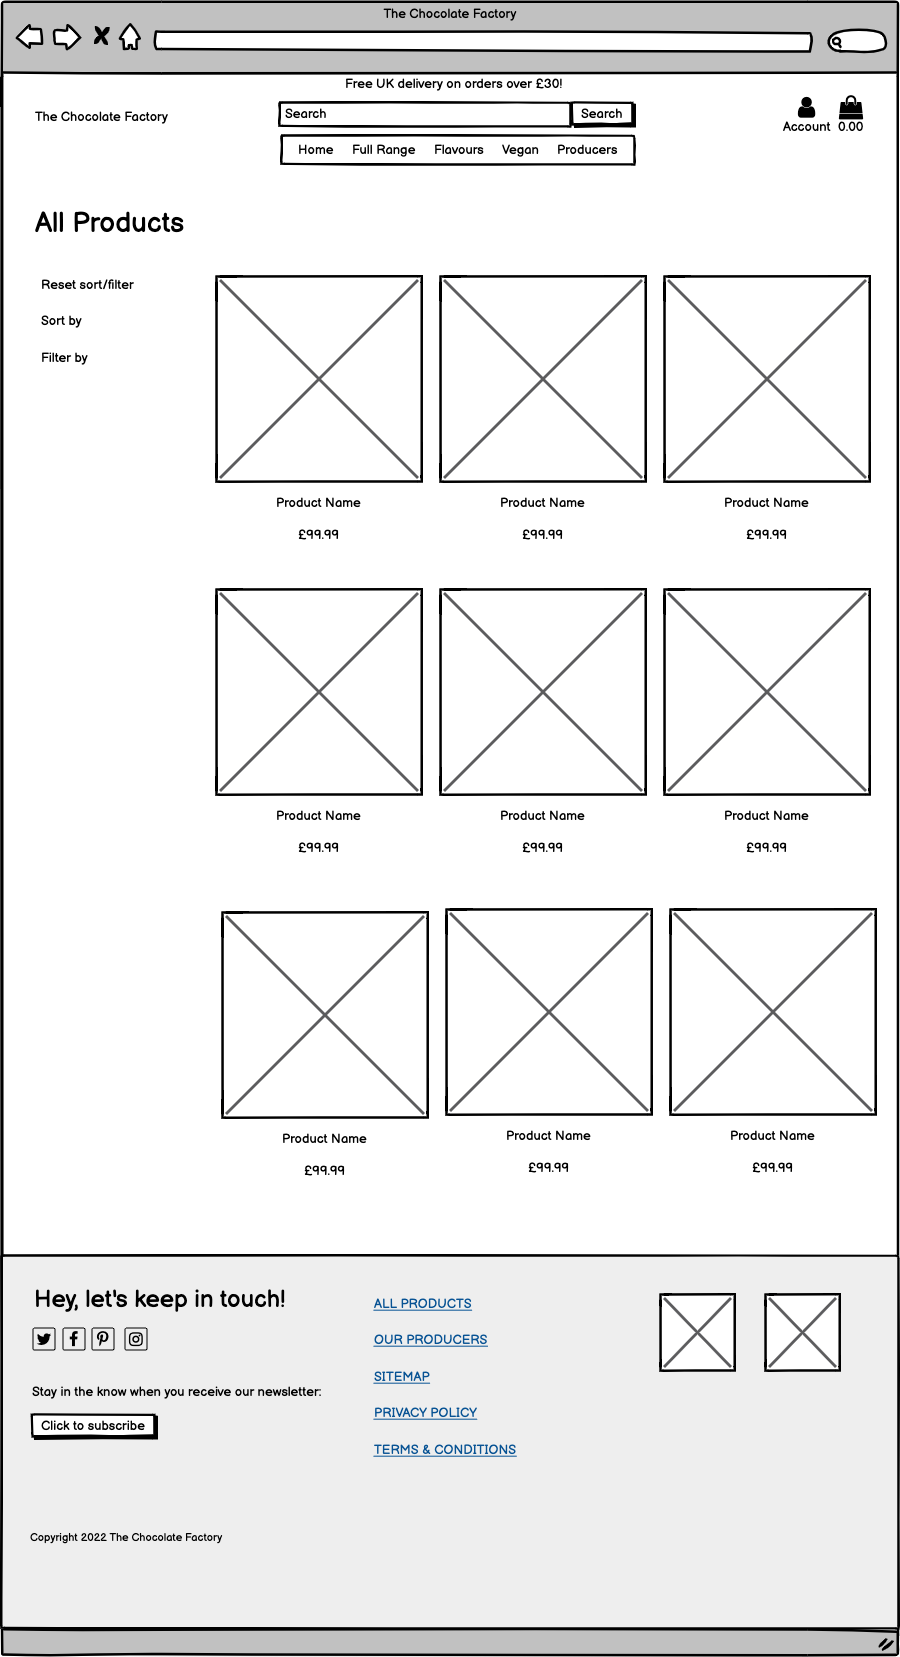 The Chocolate Factory
Free UK delivery on orders over £30!
The Chocolate Factory
Search
Search
Account 0.00
Home Full Range Flavours Vegan Producers
All Products
Reset sort/filter
Sort by
Filter by
Product Name Product Name Product Name
£99.99 £99.99 £99.99
Product Name Product Name Product Name
£99.99 £99.99 £99.99
Product Name Product Name Product Name
£99.99 £99.99 £99.99
Hey, let's keep in touch!
Stay in the know when you receive our newsletter:
Click to subscribe
ALL PRODUCTS
OUR PRODUCERS
SITEMAP
PRIVACY POLICY
TERMS & CONDITIONS
Copyright 2022 The Chocolate Factory